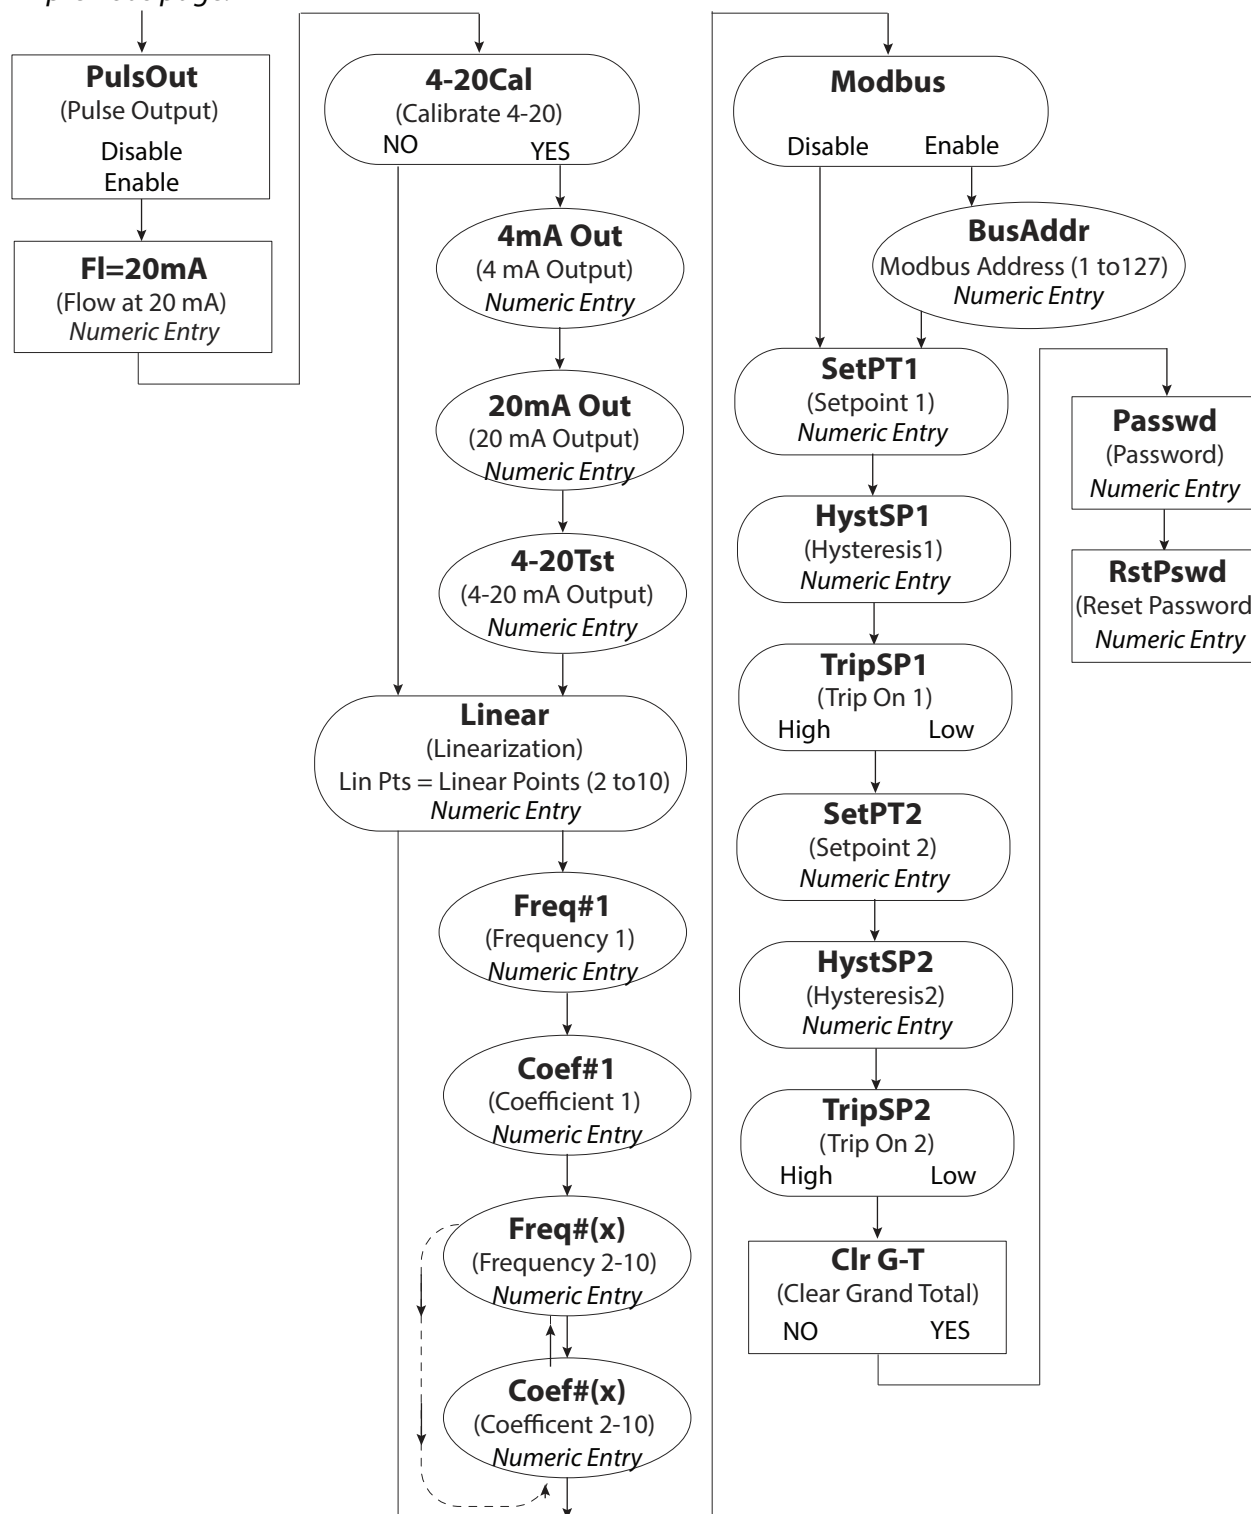 PulsOut
(Pulse Output)
Disable
Enable
Fl=20mA
(Flow at 20 mA)
Numeric Entry
4-20Cal
(Calibrate 4-20)
NO YES
4mA Out
(4 mA Output)
Numeric Entry
20mA Out
(20 mA Output)
Numeric Entry
4-20Tst
(4-20 mA Output)
Numeric Entry
Linear
(Linearization)
Lin Pts = Linear Points (2 to10)
Numeric Entry
Freq#1
(Frequency 1)
Numeric Entry
Coef#1
(Coefficient 1)
Numeric Entry
Freq#(x)
(Frequency 2-10)
Numeric Entry
Coef#(x)
(Coefficent 2-10)
Numeric Entry
Modbus
Disable Enable
BusAddr
Modbus Address (1 to127)
Numeric Entry
SetPT1
(Setpoint 1)
Numeric Entry
HystSP1
(Hysteresis1)
Numeric Entry
TripSP1
(Trip On 1)
High Low
SetPT2
(Setpoint 2)
Numeric Entry
HystSP2
(Hysteresis2)
Numeric Entry
TripSP2
(Trip On 2)
High Low
Clr G-T
(Clear Grand Total)
NO YES
Passwd
(Password)
Numeric Entry
RstPswd
(Reset Password
Numeric Entry